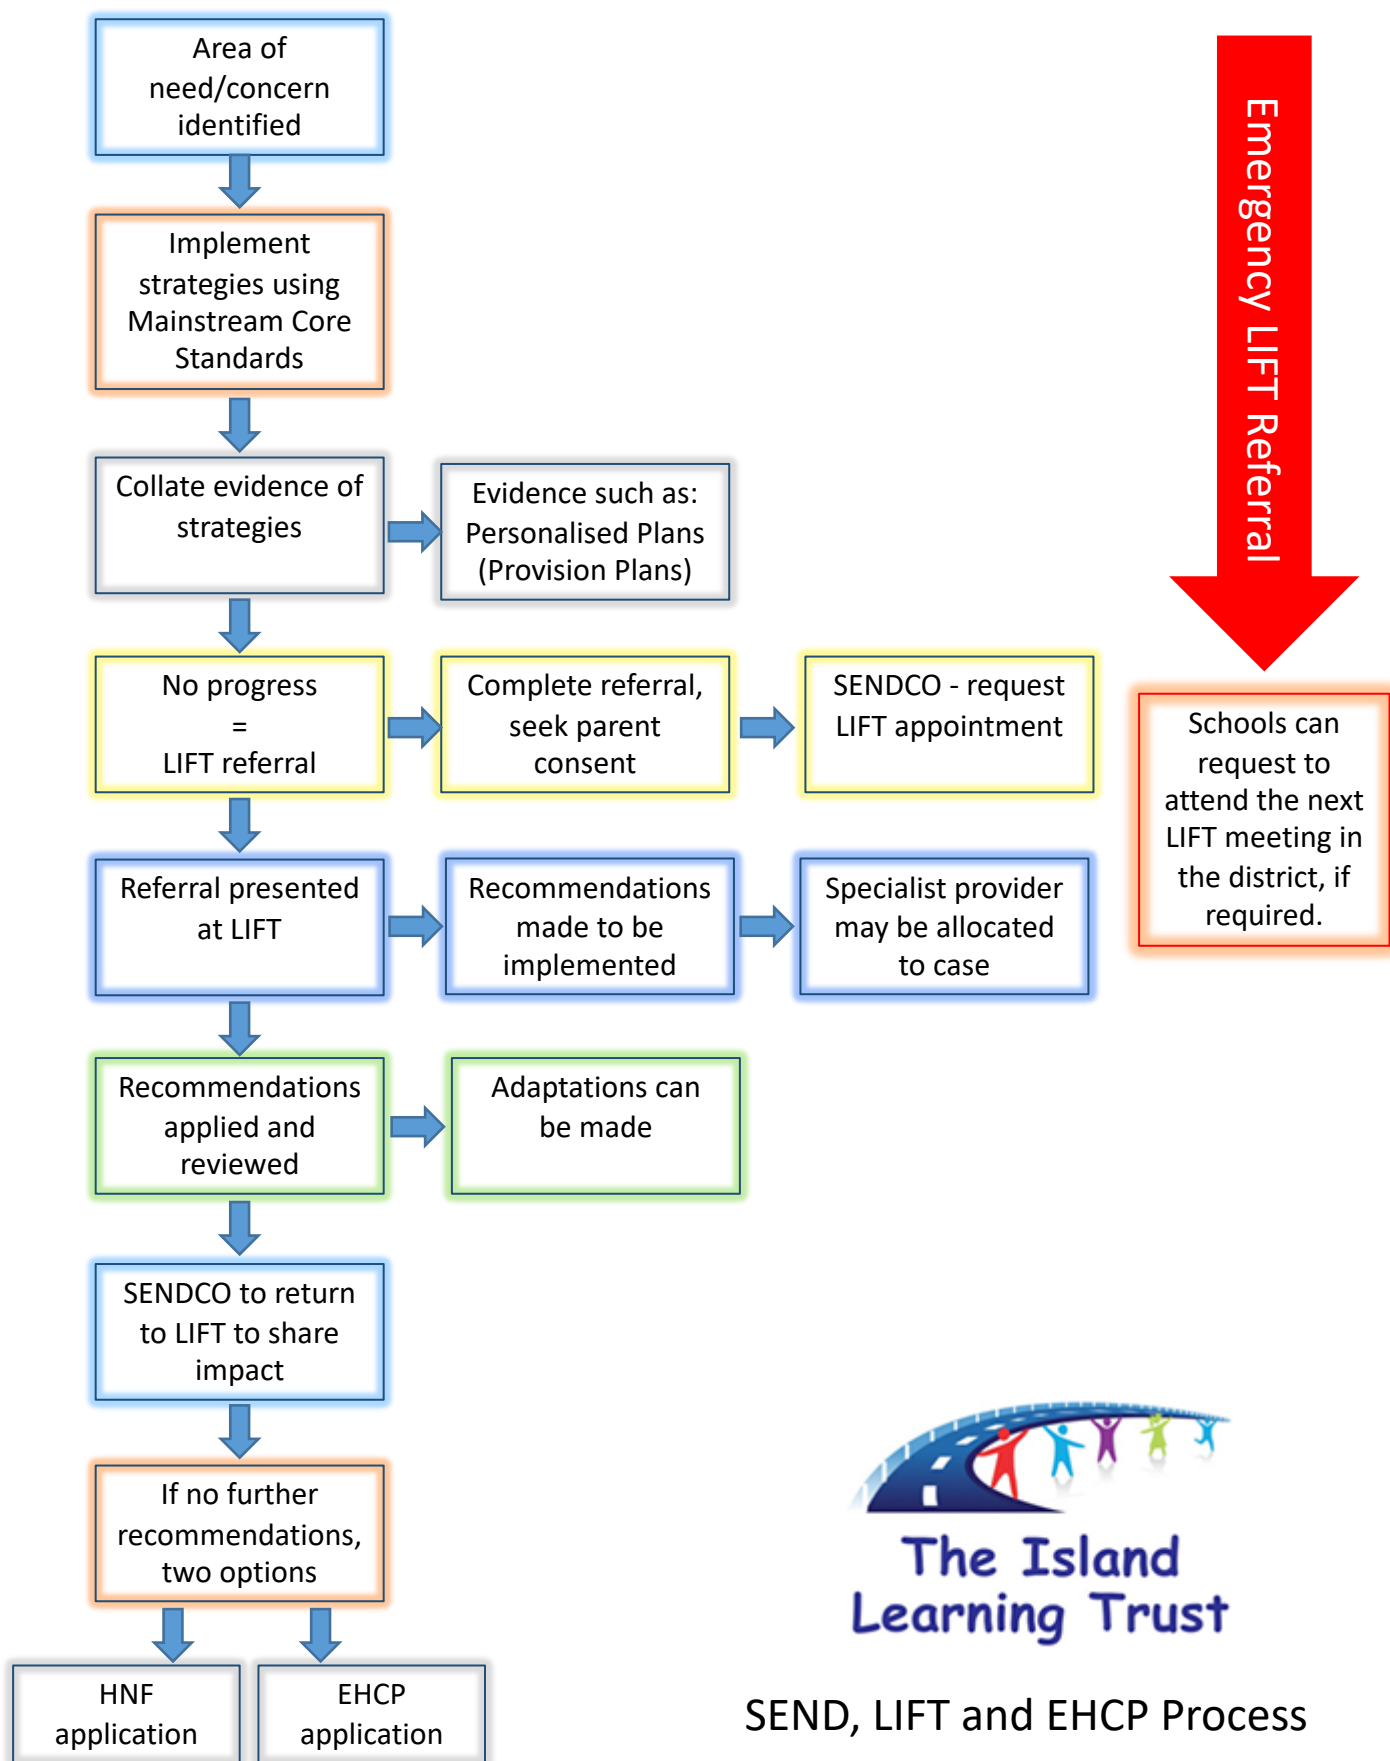 Area of
need/concern
identified
Implement
strategies using
Mainstream Core
Standards
Collate evidence of
strategies
Evidence such as:
Personalised Plans
(Provision Plans)
No progress
=
LIFT referral
Complete referral,
seek parent
consent
SENDCO - request
LIFT appointment
Referral presented
at LIFT
Recommendations
made to be
implemented
Specialist provider
may be allocated
to case
Recommendations
applied and
reviewed
Adaptations can
be made
SENDCO to return
to LIFT to share
impact
If no further
recommendations,
two options
HNF
application
EHCP
application
Emergency LIFT Referral
Schools can
request to
attend the next
LIFT meeting in
the district, if
required.
The Island
Learning Trust
SEND, LIFT and EHCP Process